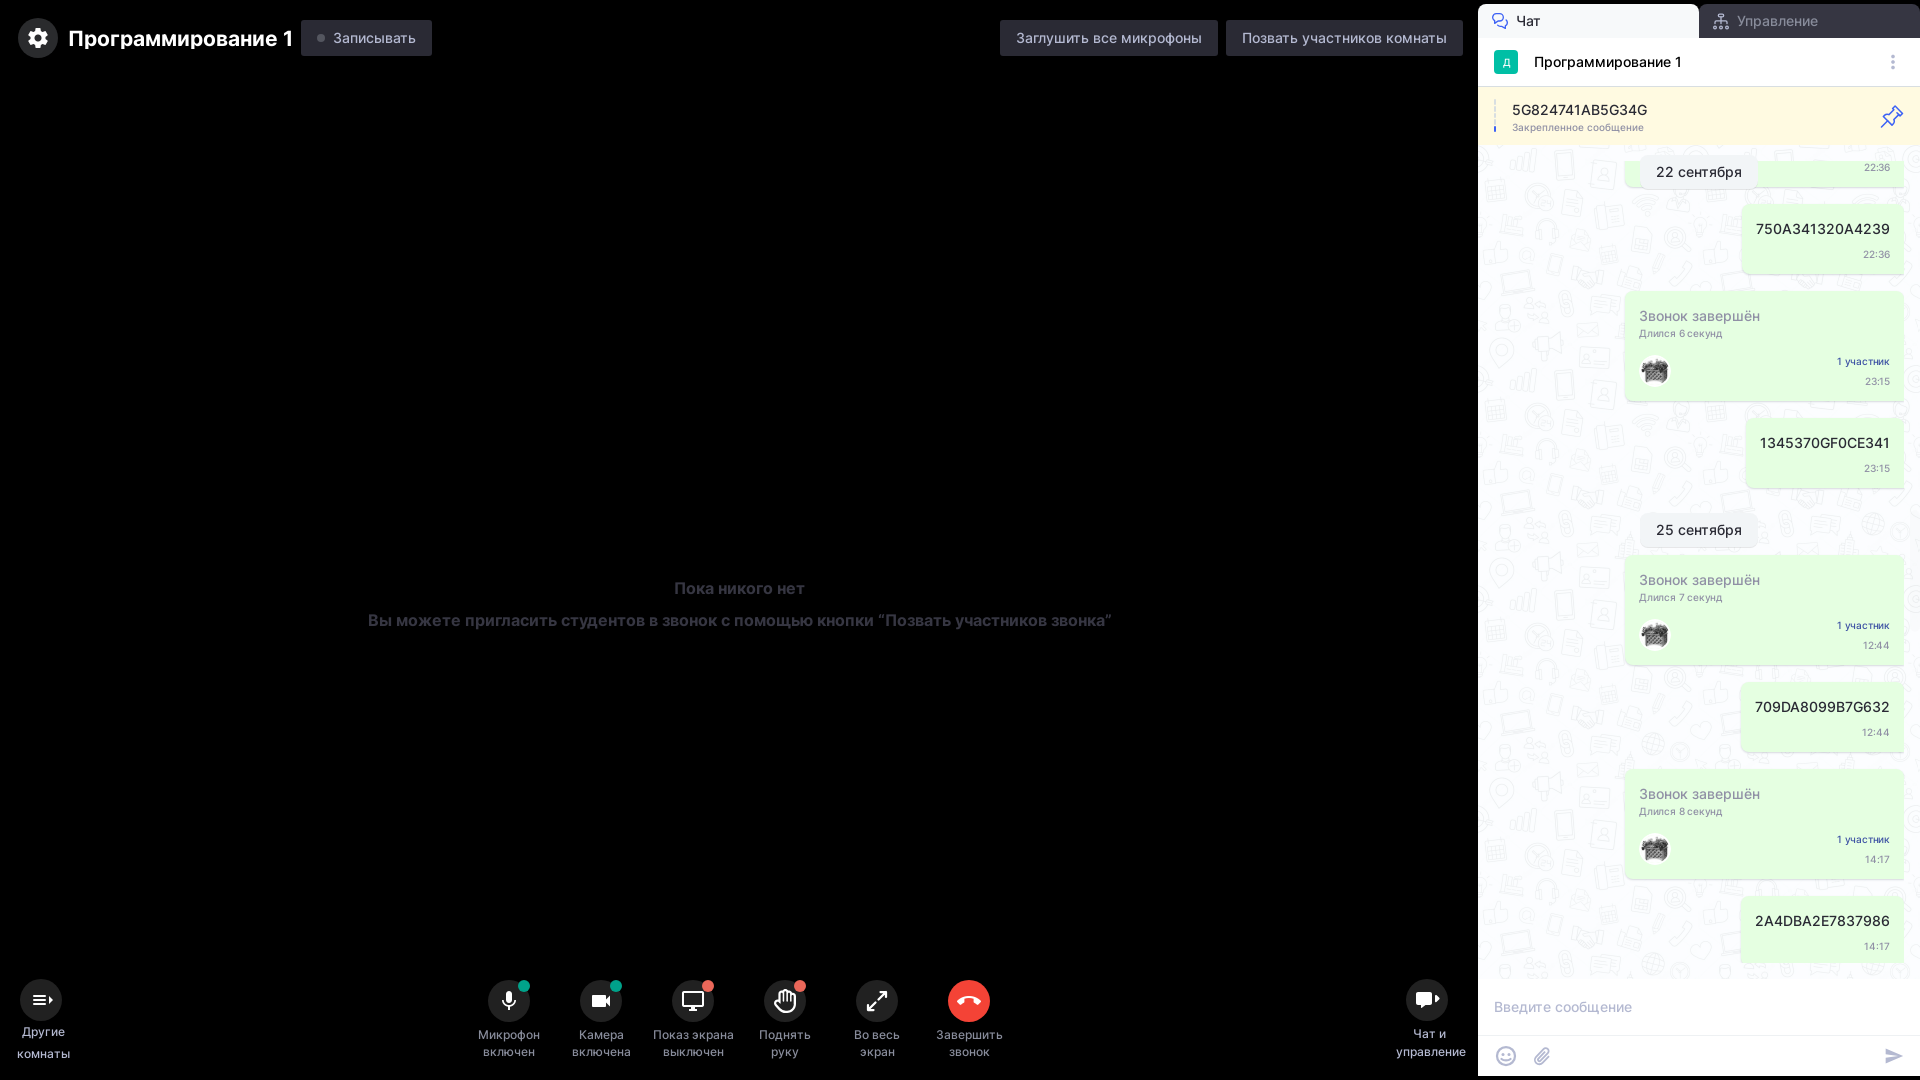 Программирование 1
Записывать
Заглушить все микрофоны
Позвать участников комнаты
Пока никого нет
Вы можете пригласить студентов в звонок с помощью кнопки “Позвать участников звонка”
Другие
комнаты
Микрофон
включен
Камера
включена
Показ экрана
выключен
Поднять
руку
Во весь
экран
Завершить
звонок
Чат и
управление
Чат
Управление
Д
Программирование 1
5G824741AB5G34G
Закрепленное сообщение
22 сентября
22:36
750A341320A4239
22:36
Звонок завершён
Длился 6 секунд
1 участник
23:15
1345370GF0CE341
23:15
25 сентября
Звонок завершён
Длился 7 секунд
1 участник
12:44
709DA8099B7G632
12:44
Звонок завершён
Длился 8 секунд
1 участник
14:17
2A4DBA2E7837986
14:17
Введите сообщение